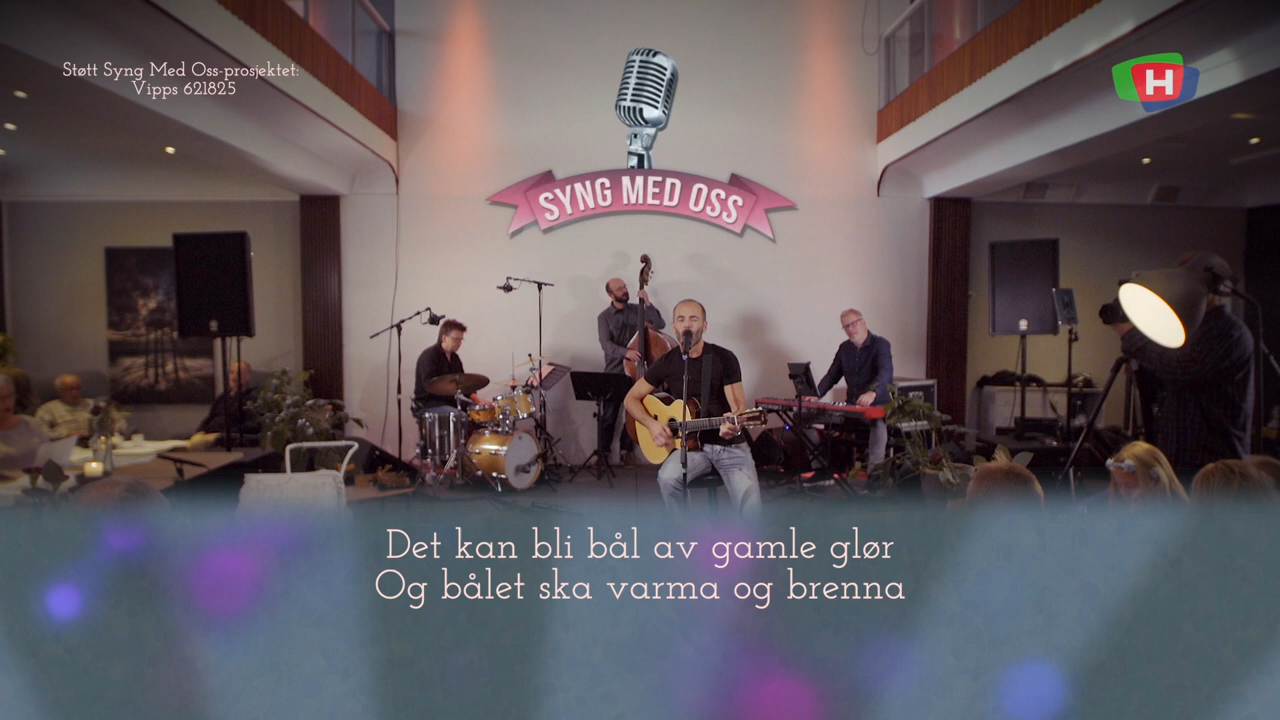 Støtt Syng Med Oss-prosjektet:
Vipps 621825
H
SYNG MED OSS
Det kan bli bål av gamle glør
Og bålet ska varma og brenna